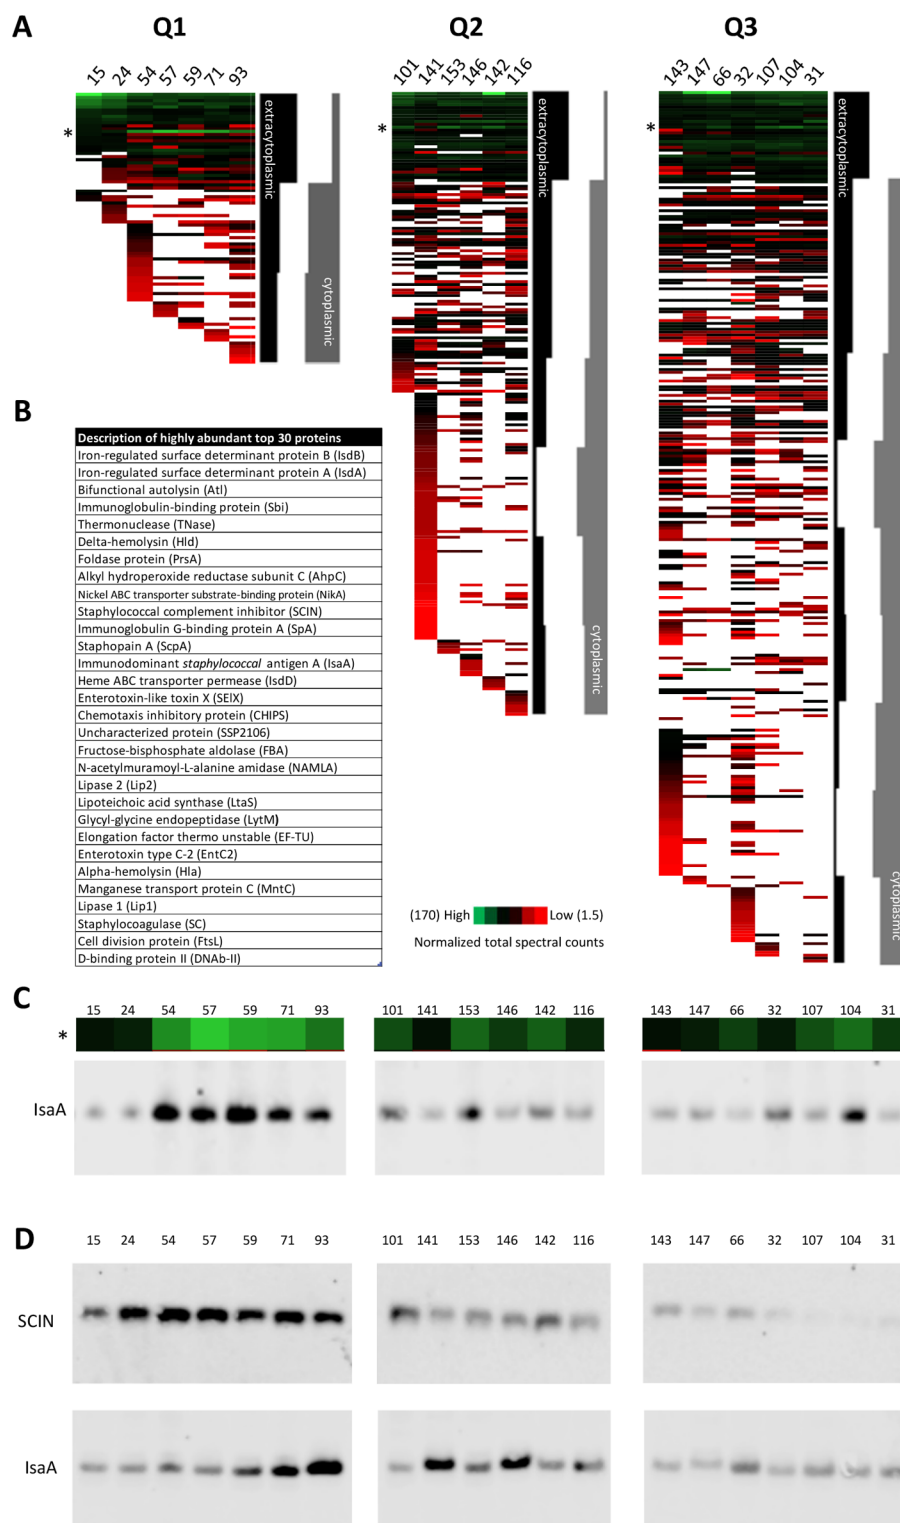 A
Q1
Q2
Q3
15 24 54 57 59 71 93
101 141 153 146 142 116
143 147 66 32 107 104 31
*
*
*
extracytoplasmic
cytoplasmic
extracytoplasmic
cytoplasmic
extracytoplasmic
cytoplasmic
B
Description of highly abundant top 30 proteins
Iron-regulated surface determinant protein B (IsdB)
Iron-regulated surface determinant protein A (IsdA)
Bifunctional autolysin (Atl)
Immunoglobulin-binding protein (Sbi)
Thermonuclease (TNase)
Delta-hemolysin (Hld)
Foldase protein (PrsA)
Alkyl hydroperoxide reductase subunit C (AhpC)
Nickel ABC transporter substrate-binding protein (NikA)
Staphylococcal complement inhibitor (SCIN)
Immunoglobulin G-binding protein A (SpA)
Staphopain A (ScpA)
Immunodominant staphylococcal antigen A (IsaA)
Heme ABC transporter permease (IsdD)
Enterotoxin-like toxin X (SElX)
Chemotaxis inhibitory protein (CHIPS)
Uncharacterized protein (SSP2106)
Fructose-bisphosphate aldolase (FBA)
N-acetylmuramoyl-L-alanine amidase (NAMLA)
Lipase 2 (Lip2)
Lipoteichoic acid synthase (LtaS)
Glycyl-glycine endopeptidase (LytM)
Elongation factor thermo unstable (EF-TU)
Enterotoxin type C-2 (EntC2)
Alpha-hemolysin (Hla)
Manganese transport protein C (MntC)
Lipase 1 (Lip1)
Staphylocoagulase (SC)
Cell division protein (FtsL)
D-binding protein II (DNAb-II)
(170) High Low (1.5)
Normalized total spectral counts
C
15 24 54 57 59 71 93
101 141 153 146 142 116
143 147 66 32 107 104 31
*
IsaA
D
15 24 54 57 59 71 93
101 141 153 146 142 116
143 147 66 32 107 104 31
SCIN
IsaA